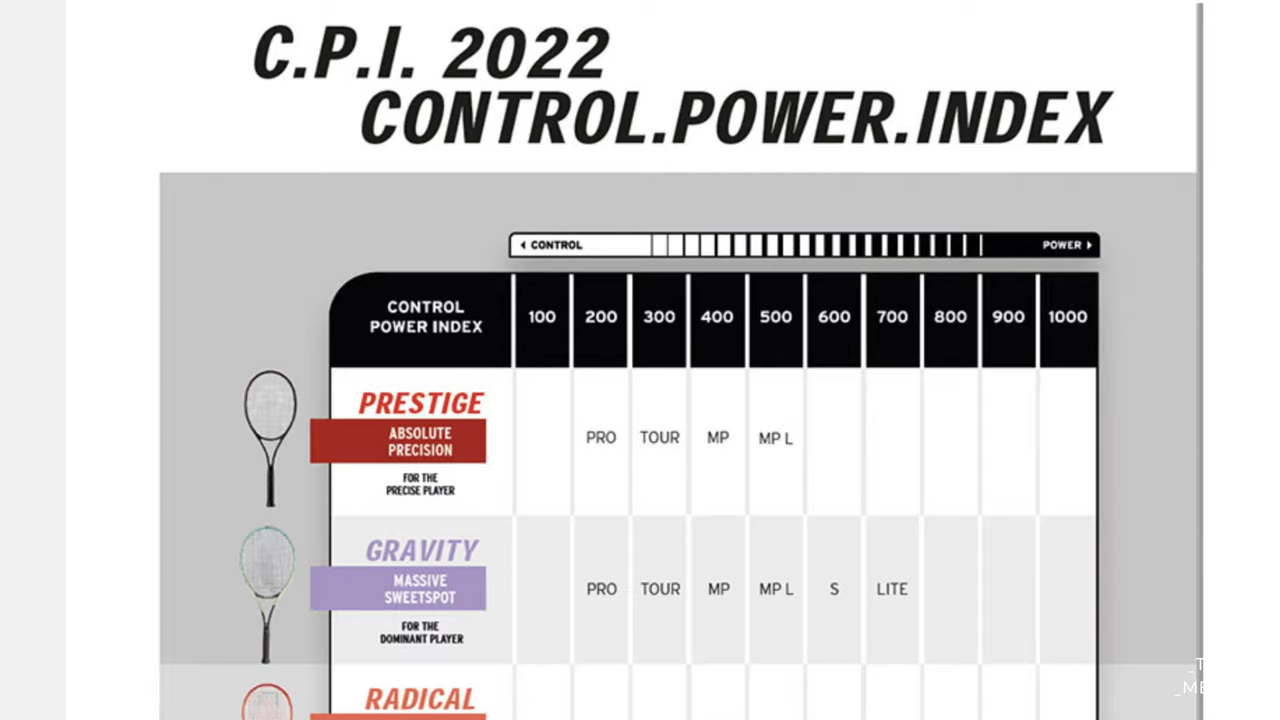 C.P.I. 2022
CONTROL.POWER.INDEX
CONTROL POWER
CONTROL
POWER INDEX
100 200 300 400 500 600 700 800 900 1000
PRESTIGE
ABSOLUTE
PRECISION
FOR THE
PRECISE PLAYER
PRO TOUR MP MP L
GRAVITY
MASSIVE
SWEETSPOT
FOR THE
DOMINANT PLAYER
PRO TOUR MP MP L S LITE
RADICAL